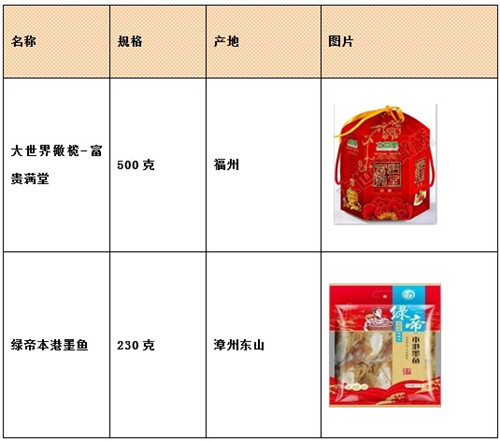 名称 规格 产地 图片
大世界橄榄-富
贵满堂
500 克
福州
绿帝本港墨鱼
230 克
漳州东山
绿帝
本港墨鱼